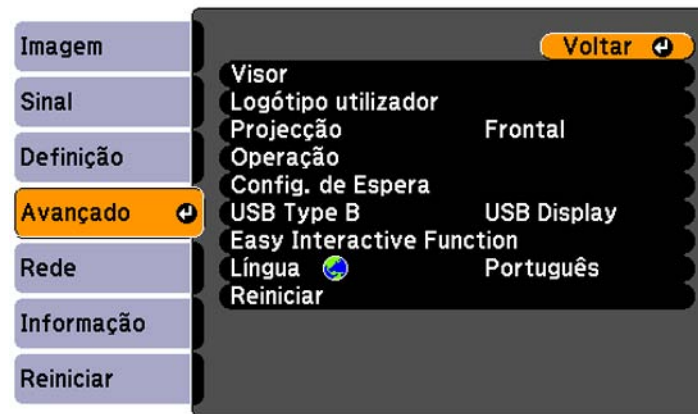 Imagem
Sinal
Definição
Avançado
Rede
Informação
Reiniciar
Voltar
Visor
Logótipo utilizador
Projecção Frontal
Operação
Config. de Espera
USB Type B USB Display
Easy Interactive Function
Língua Português
Reiniciar